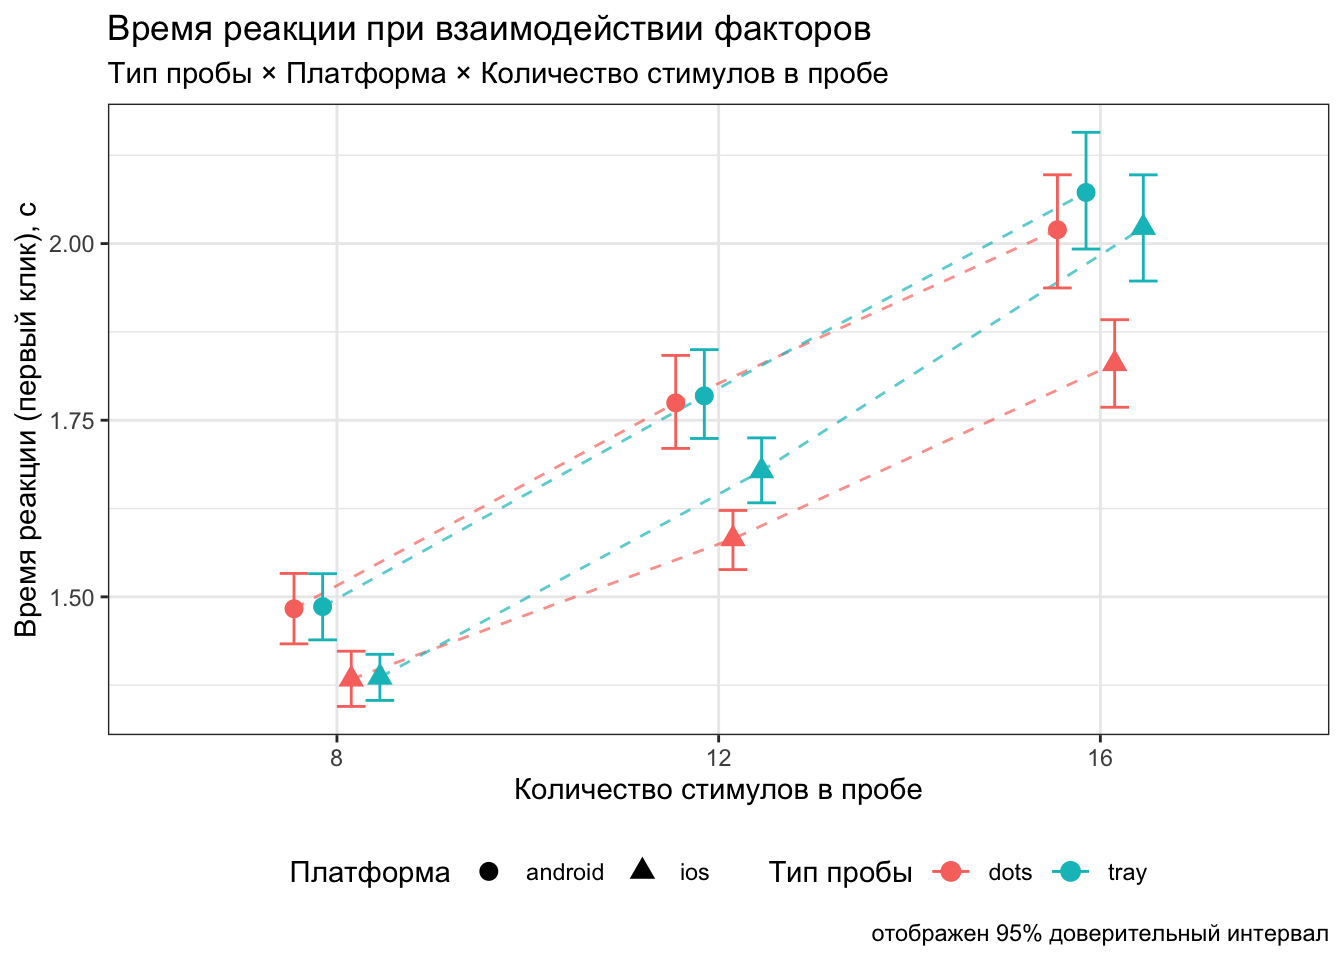 Время реакции при взаимодействии факторов
Тип пробы × Платформа × Количество стимулов в пробе
Время реакции (первый клик), с
2.00
1.75
1.50
8 12 16
Количество стимулов в пробе
Платформа android ios Тип пробы dots tray
отображен 95% доверительный интервал